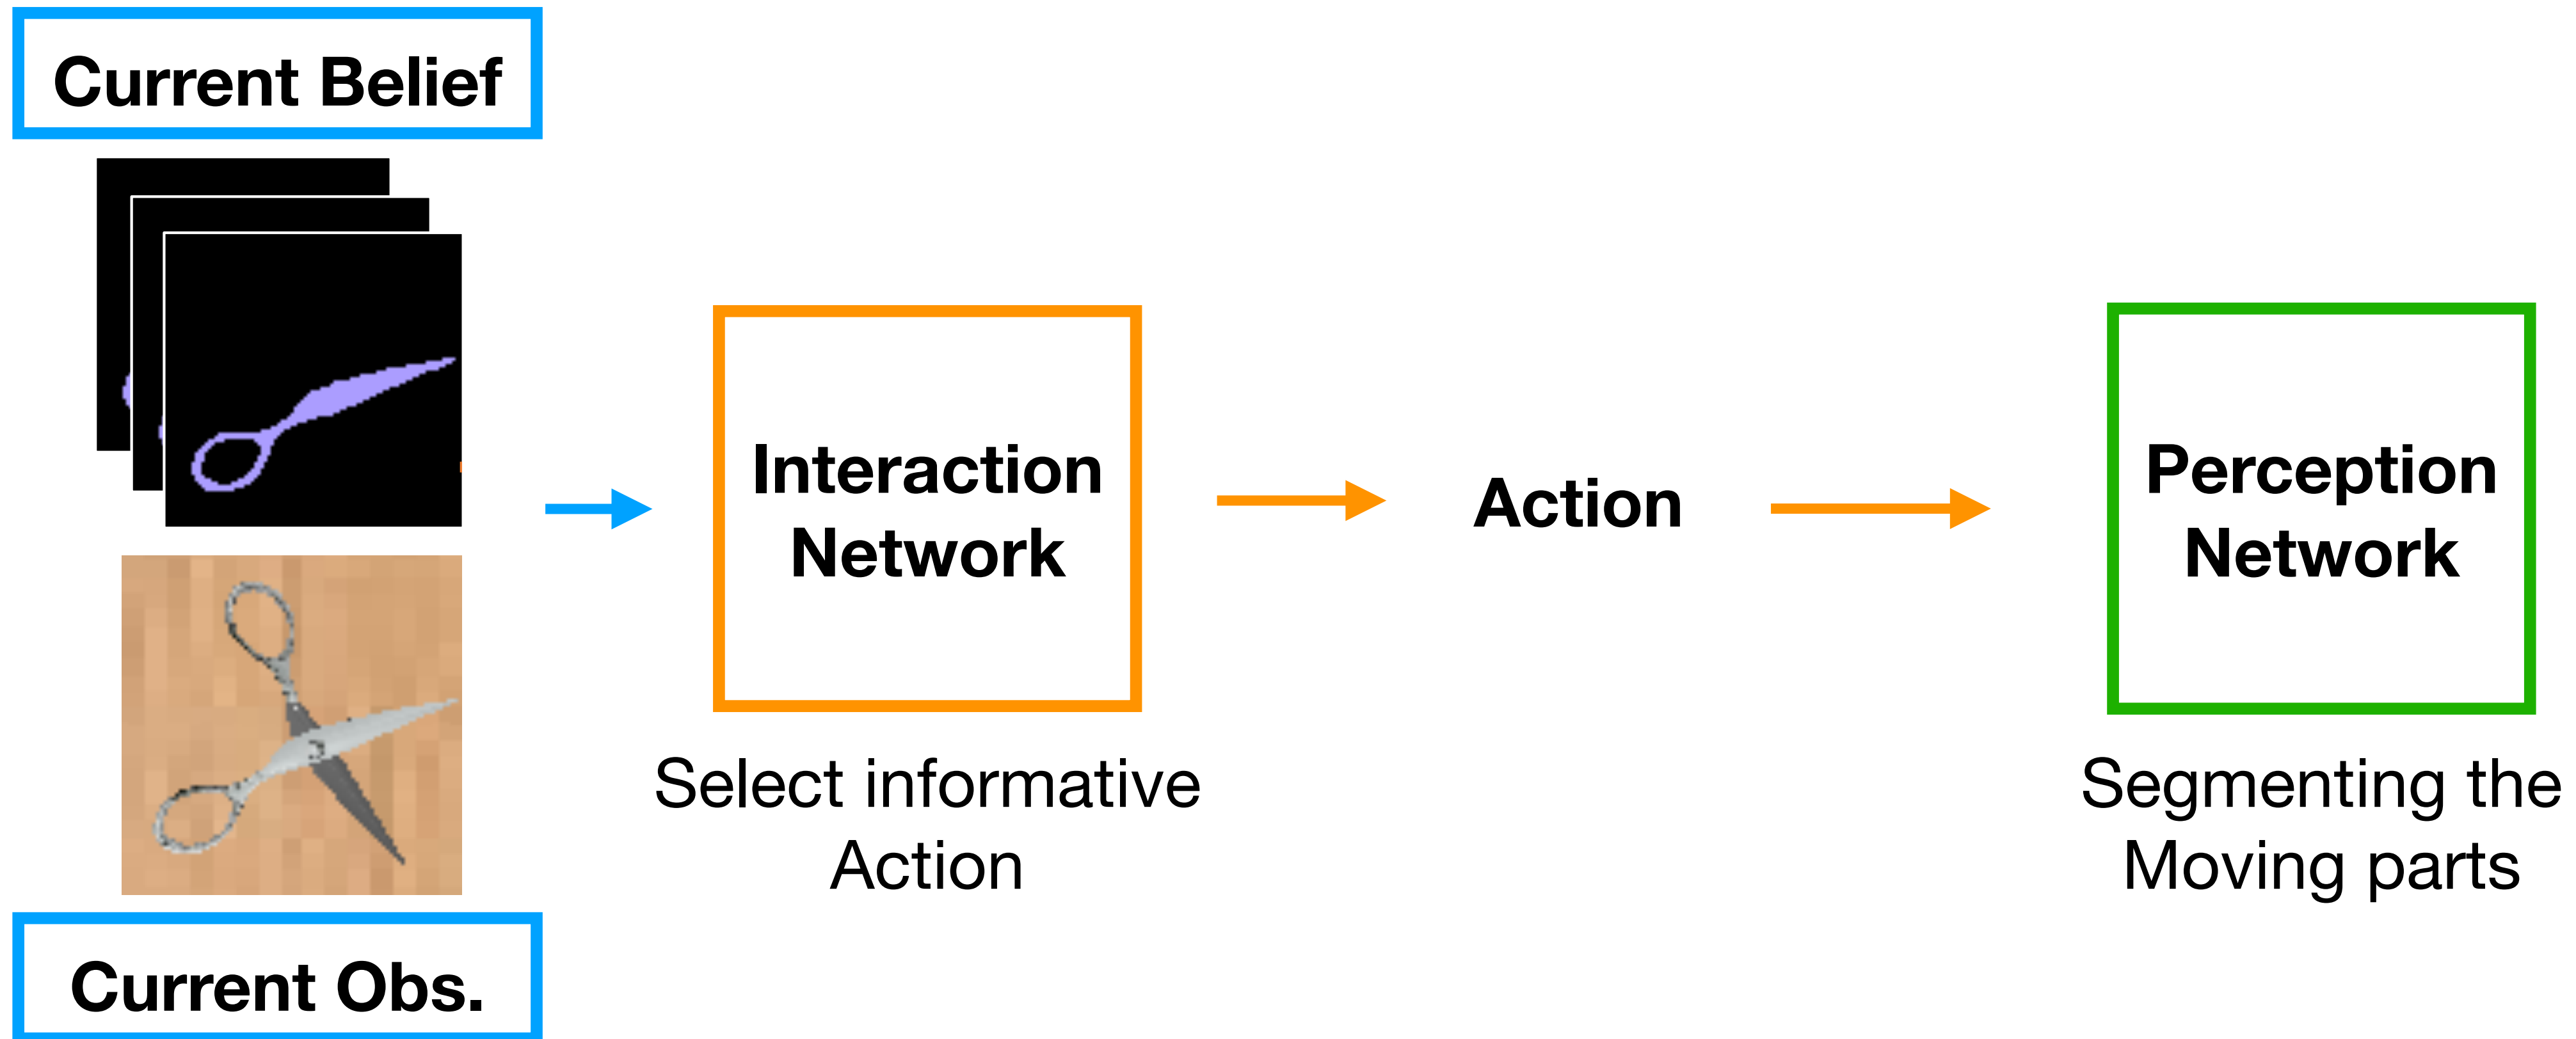 Current Belief
Current Obs.
Interaction
Network
Select informative
Action
Action
Perception
Network
Segmenting the
Moving parts